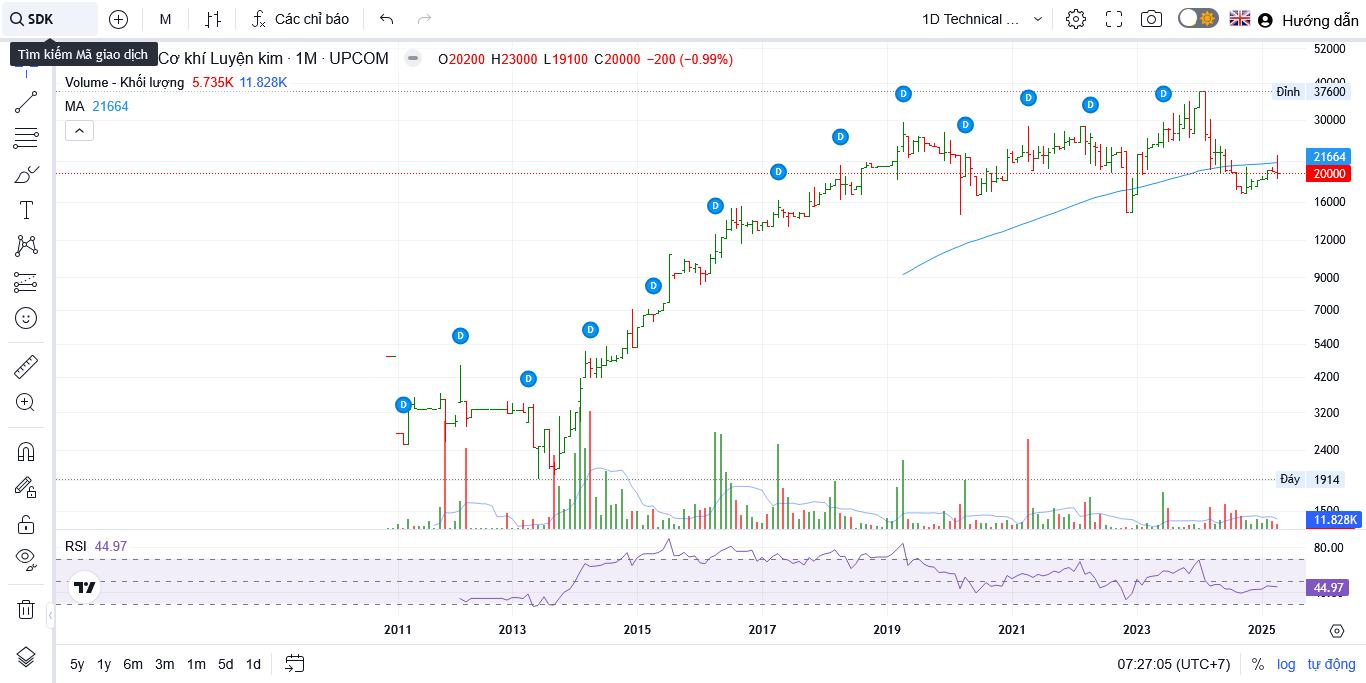 SDK
M
Các chỉ báo
1D Technical ...
Hướng dẫn
Tìm kiếm Mã giao dịch
Cơ khí Luyện kim · 1M · UPCOM
O20200 H23000 L19100 C20000 −200 (−0.99%)
Volume - Khối lượng 5.735K 11.828K
MA 21664
52000
40000
Đỉnh 37600
30000
21664
20000
16000
12000
9000
7000
5400
4200
3200
2400
Đáy 1914
1500
11.828K
D
D
D
D
D
D
D
D
D
D
D
D
D
RSI 44.97
80.00
44.97
40.00
2011 2013 2015 2017 2019 2021 2023 2025
5y 1y 6m 3m 1m 5d 1d
07:27:05 (UTC+7) % log tự động